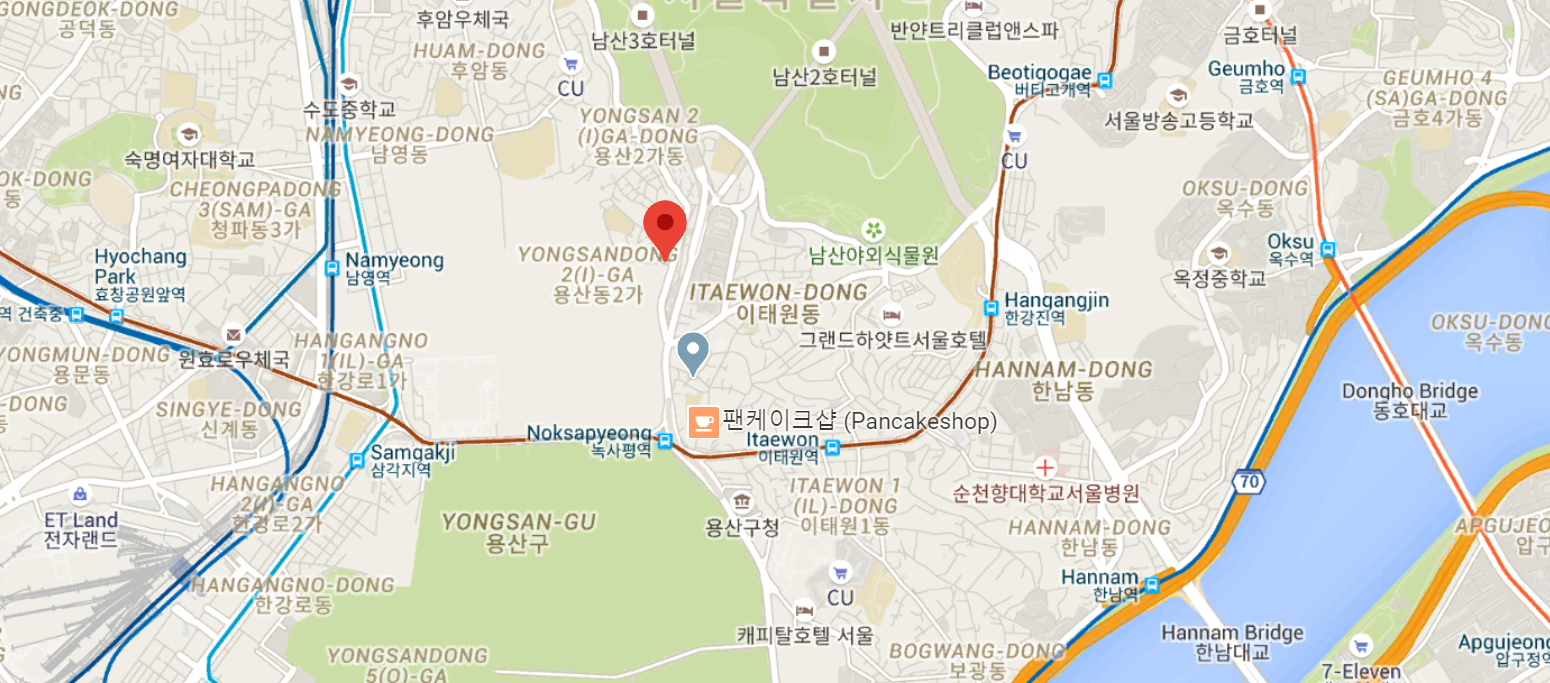 GONGDEOK-DONG
공덕동
후암우체국
남산3호터널
서울특별시
반얀트리클럽앤스파
금호터널
HUAM-DONG
후암동
CU
남산2호터널
Beotigogae
버티고개역
Geumho
금호역
GEUMHO 4
(SA)GA-DONG
금호4가동
수도중학교
NAMYEONG-DONG
남영동
YONGSAN 2
(I)GA-DONG
용산2가동
서울방송고등학교
CU
숙명여자대학교
OK-DONG
동
CHEONGPADONG
3(SAM)-GA
청파동3가
OKSU-DONG
옥수동
Hyochang
Park
효창공원앞역
Namyeong
남영역
YONGSANDONG
2(I)-GA
용산동2가
남산야외식물원
Oksu
옥수역
옥정중학교
ITAEWON-DONG
이태원동
Hangangjin
한강진역
역 건축중
원효로우체국
HANGANGNO
1(IL)-GA
한강로1가
그랜드하얏트서울호텔
OKSU-DONG
옥수동
YONGMUN-DONG
용문동
HANNAM-DONG
한남동
Dongho Bridge
동호대교
DONG
동
SINGYE-DONG
신계동
팬케이크샵 (Pancakeshop)
Noksapyeong
녹사평역
Itaewon
이태원역
Samgakji
삼각지역
HANGANGNO
2(I)-GA
한강로2가
70
순천향대학교서울병원
ET Land
전자랜드
YONGSAN-GU
용산구
용산구청
ITAEWON 1
(IL)-DONG
이태원1동
HANNAM-DONG
한남동
APGUJEO
압구
HANGANGNO-DONG
한강로동
CU
Hannam
한남역
캐피탈호텔 서울
Hannam Bridge
한남대교
YONGSANDONG
5(O)-GA
BOGWANG-DONG
보광동
7-Eleven
Apgujeong
압구정역